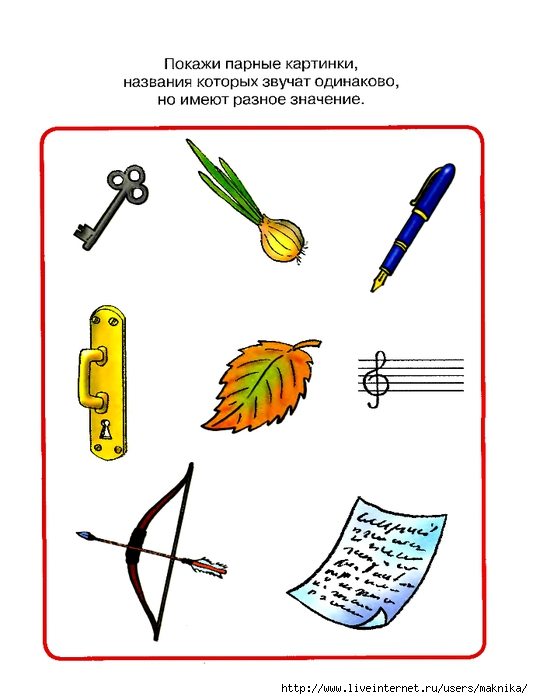 Покажи парные картинки,
названия которых звучат одинаково,
но имеют разное значение.
http://www.liveinternet.ru/users/maknika/